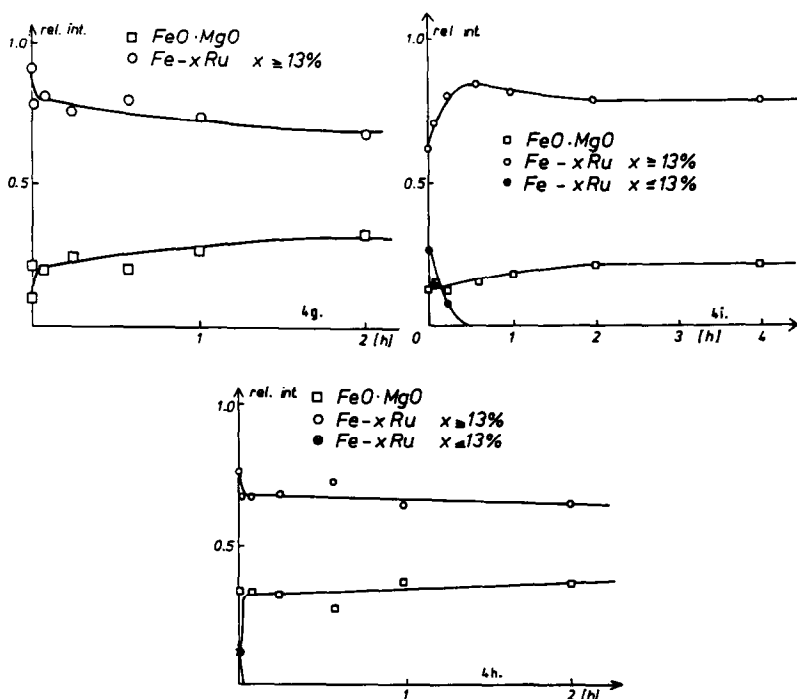 rel. int.
1.0
□ FeO·MgO
○ Fe-xRu x ≥ 13%
0.5
4g.
1
2 [h]
rel int
1.0
□ FeO·MgO
○ Fe - xRu x ≥ 13%
● Fe - xRu x ≤ 13%
0.5
4i.
0
1
2
3
[h]
4
rel. int
1.0
□ FeO·MgO
○ Fe-xRu x ≥ 13%
● Fe-xRu x ≤ 13%
0.5
4h.
1
2 [h]